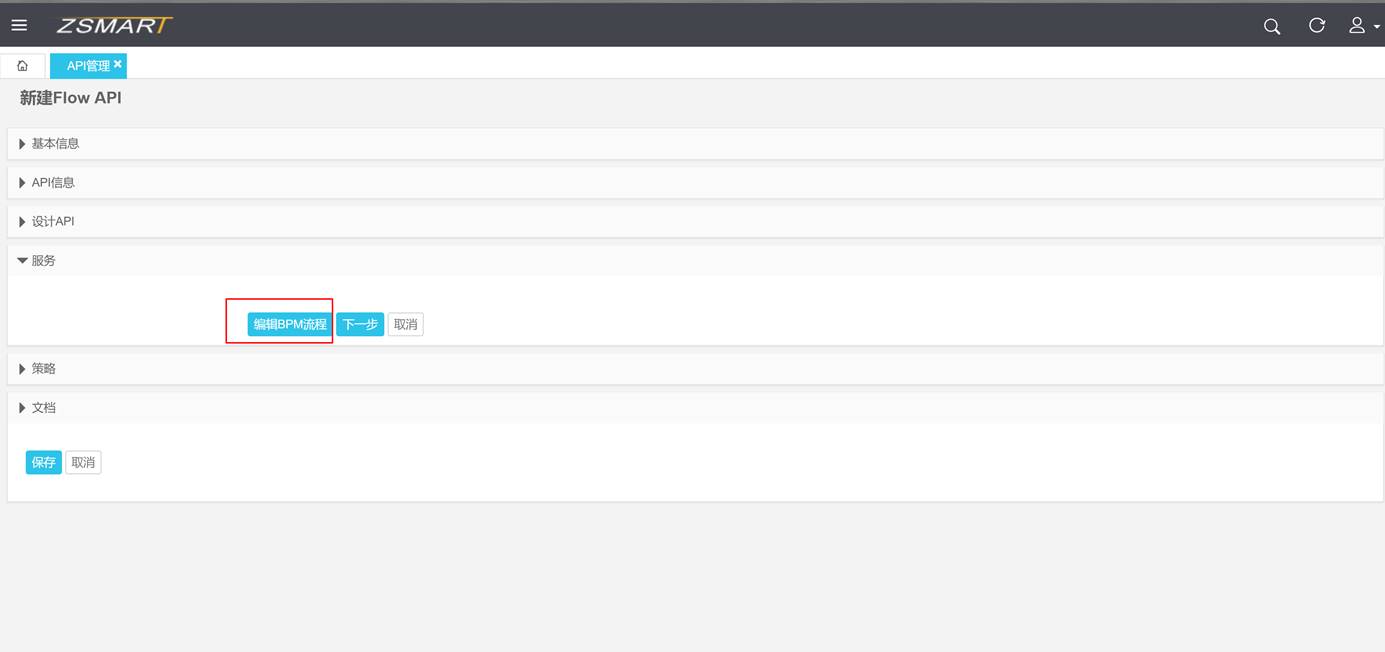 ZSMART
API管理
新建Flow API
基本信息
API信息
设计API
服务
编辑BPM流程 下一步 取消
策略
文档
保存 取消